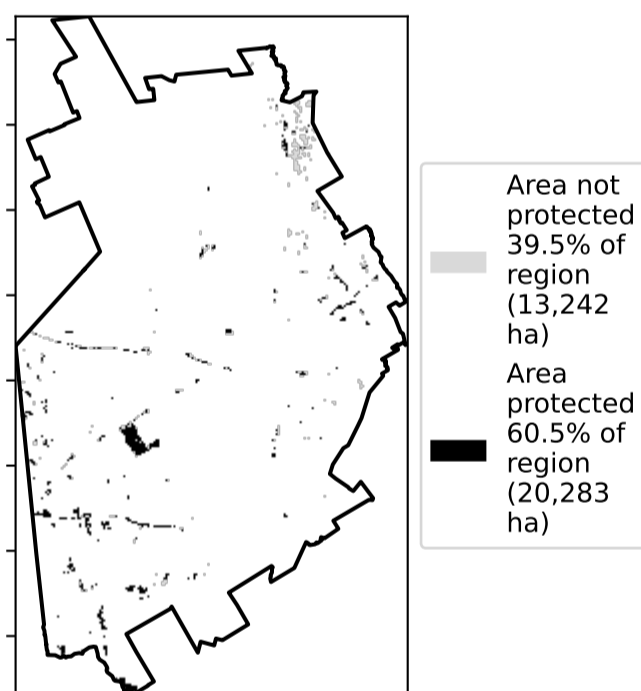 Area not
protected
39.5% of
region
(13,242
ha)
Area
protected
60.5% of
region
(20,283
ha)